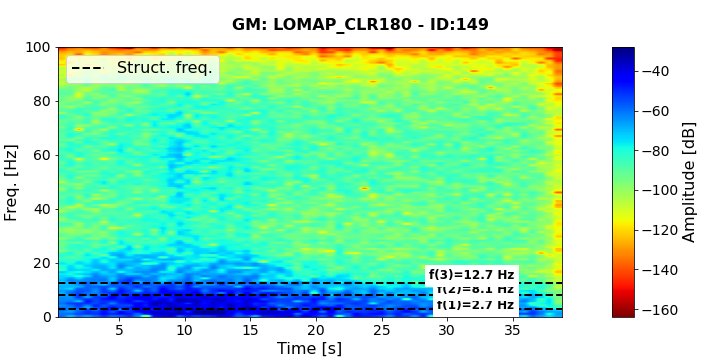 GM: LOMAP_CLR180 - ID:149
Struct. freq.
Freq. [Hz]
100
80
60
40
20
0
f(3)=12.7 Hz
f(2)=8.1 Hz
f(1)=2.7 Hz
5 10 15 20 25 30 35
Time [s]
−40
−60
−80
−100
−120
−140
−160
Amplitude [dB]